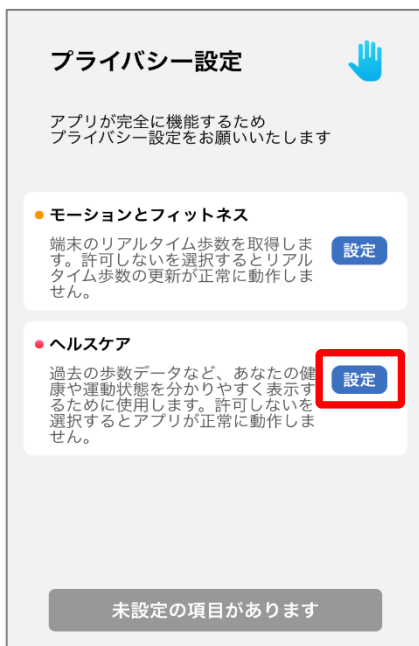 プライバシー設定
アプリが完全に機能するため
プライバシー設定をお願いいたします
モーションとフィットネス
端末のリアルタイム歩数を取得しま
す。許可しないを選択するとリアル
タイム歩数の更新が正常に動作しま
せん。
設定
ヘルスケア
過去の歩数データなど、あなたの健
康や運動状態を分かりやすく表示す
るために使用します。許可しないを
選択するとアプリが正常に動作しま
せん。
設定
未設定の項目があります